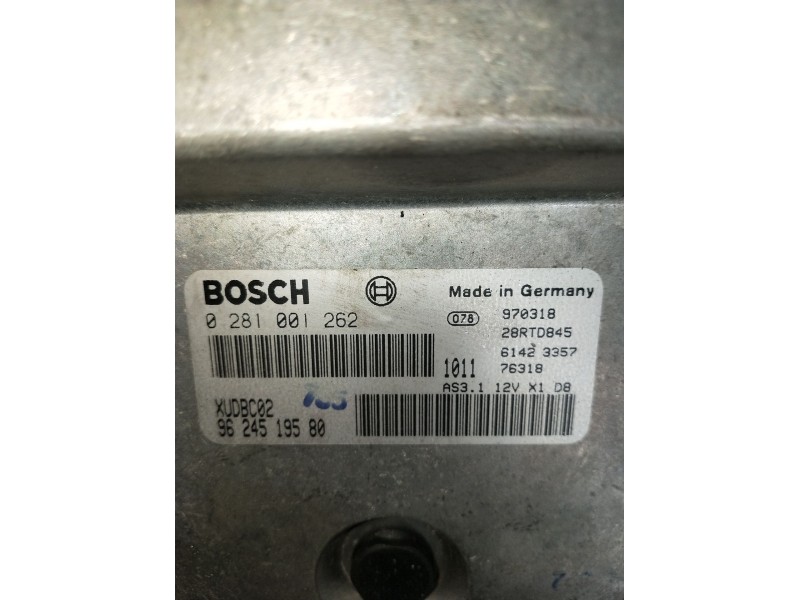 BOSCH
Made in Germany
0 281 001 262
078
970318
28RTD845
6142 3357
1011
76318
AS3.1 12V X1 D8
XUDBC02
96 245 195 80